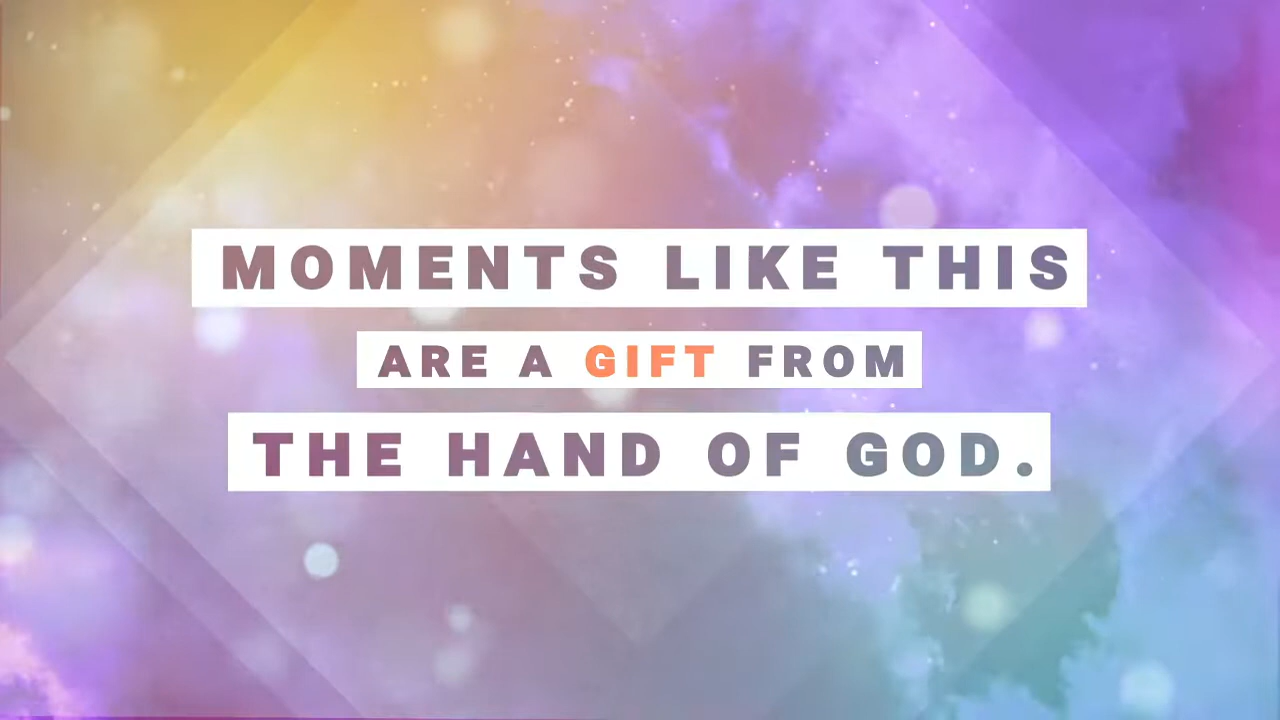 MOMENTS LIKE THIS
ARE A GIFT FROM
THE HAND OF GOD.